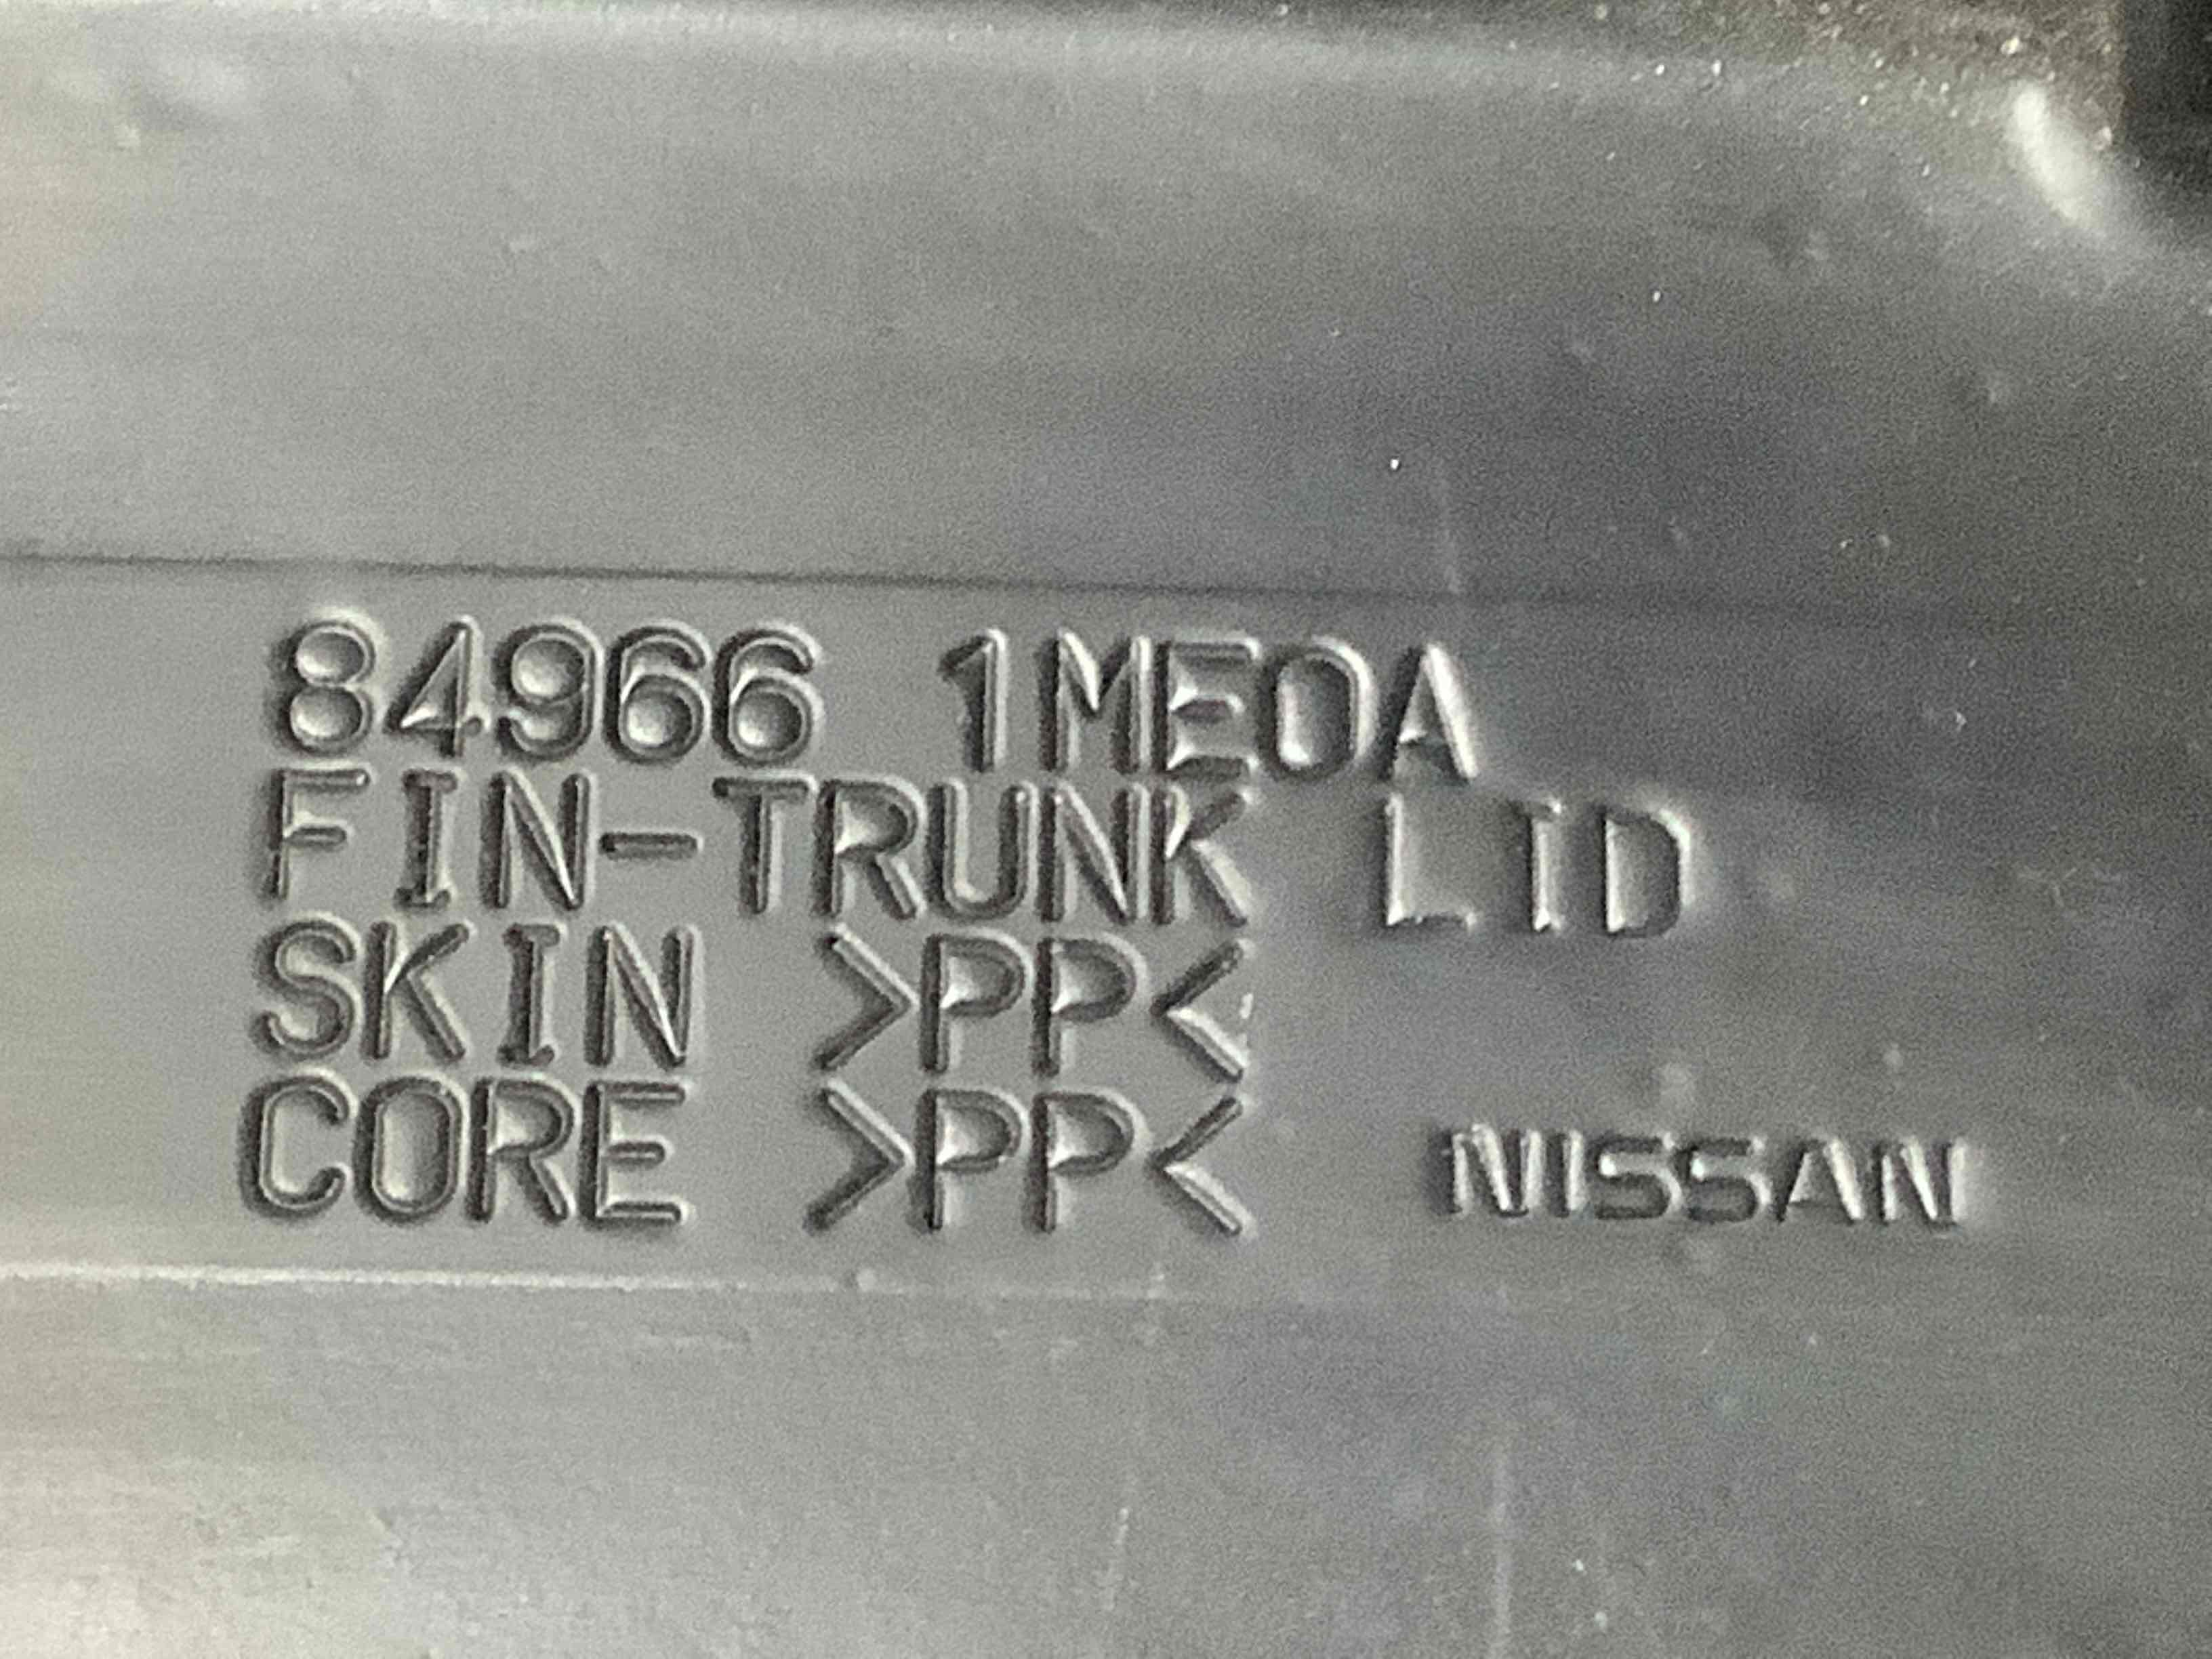 84966 1ME0A
FIN-TRUNK LID
SKIN >PP<
CORE >PP<
NISSAN